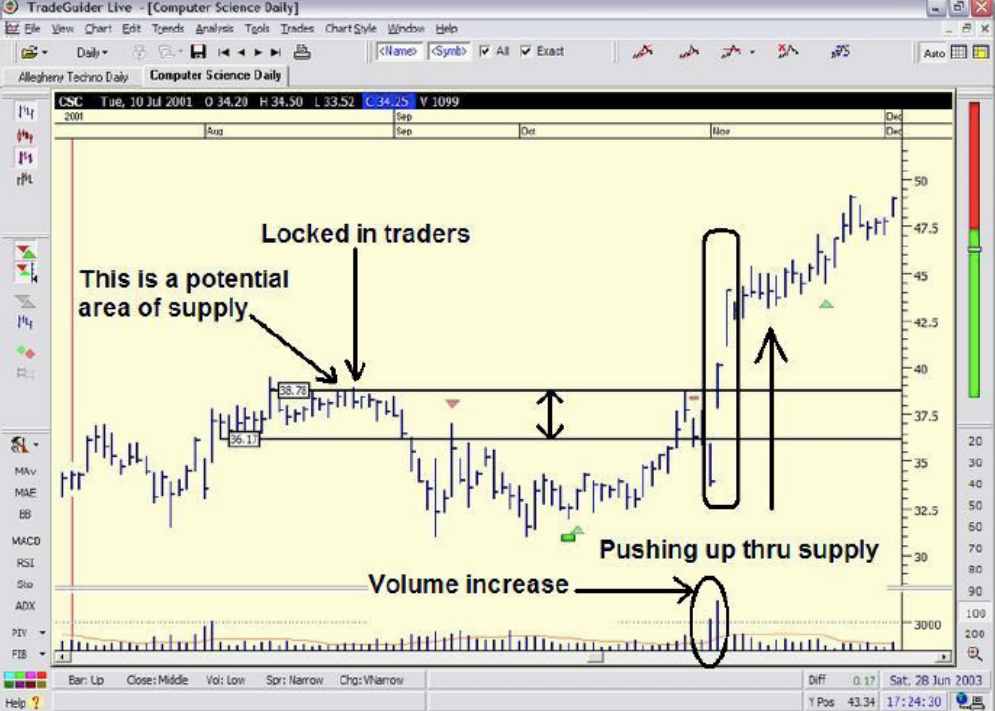 TradeGuider Live - [Computer Science Daily]
File View Chart Edit Trends Analysis Tools Trades Chart Style Window Help
Daily <Name> <Symb> All Exact Auto
Allegheny Techno Daily Computer Science Daily
CSC Tue, 10 Jul 2001 O 34.20 H 34.50 L 33.52 C 34.25 V 1099
2001 Sep Dec
Aug Sep Oct Nov Dec
50
Locked in traders
47.5
This is a potential
area of supply
45
42.5
40
38.78
37.5
36.17
35
32.5
Pushing up thru supply
30
Volume increase
3000
MAv
MAE
BB
MACD
RSI
Sto
ADX
PIV
FIB
20
30
40
50
60
70
80
90
100
200
Bar: Up Close: Middle Vol: Low Spr: Narrow Chg: VNarrow Diff 0.17 Sat, 28 Jun 2003
Help ? Y Pos 43.34 17:24:30